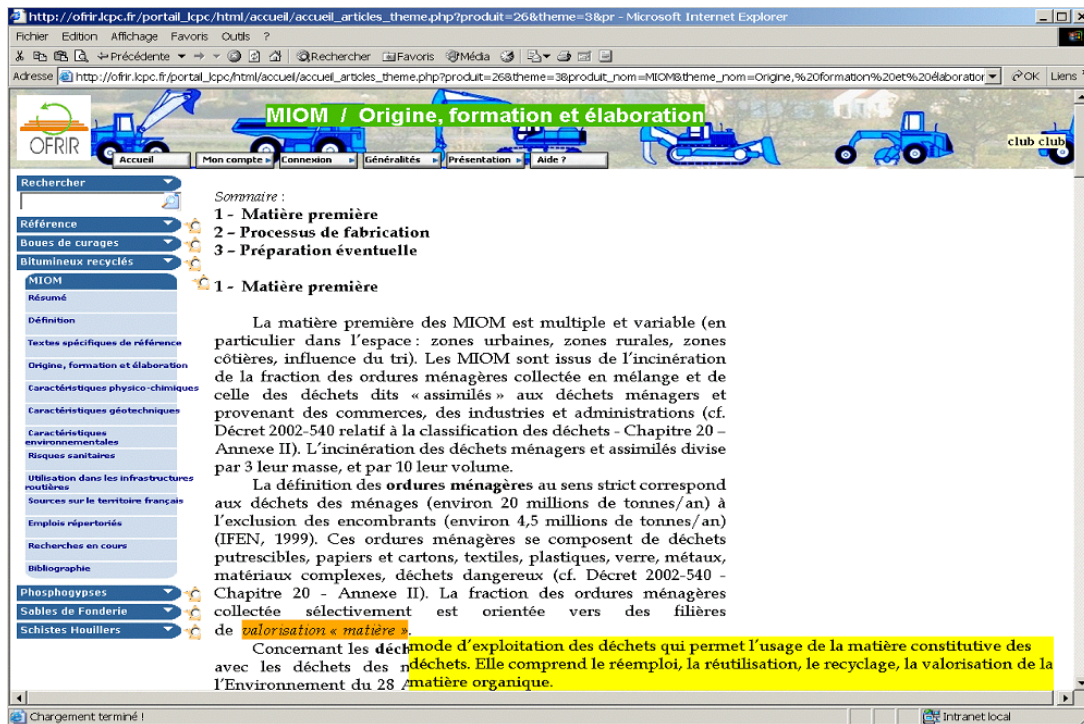 http://ofrir.lcpc.fr/portail_lcpc/html/accueil/accueil_articles_theme.php?produit=26&theme=3&pr - Microsoft Internet Explorer
Fichier Edition Affichage Favoris Outils ?
Précédente Rechercher Favoris Média
Adresse http://ofrir.lcpc.fr/portail_lcpc/html/accueil/accueil_articles_theme.php?produit=26&theme=3&produit_nom=MIOM&theme_nom=Origine,%20formation%20et%20élaboration OK Liens
OFRIR
MIOM / Origine, formation et élaboration
club club
Accueil Mon compte Connexion Généralités Présentation Aide ?
Rechercher
Référence
Boues de curages
Bitumineux recyclés
MIOM
Résumé
Définition
Textes spécifiques de référence
Origine, formation et élaboration
Caractéristiques physico-chimiques
Caractéristiques géotechniques
Caractéristiques
environnementales
Risques sanitaires
Utilisation dans les infrastructures
routières
Sources sur le territoire français
Emplois répertoriés
Recherches en cours
Bibliographie
Phosphogypses
Sables de Fonderie
Schistes Houillers
Sommaire :
1 - Matière première
2 – Processus de fabrication
3 – Préparation éventuelle
1 - Matière première
La matière première des MIOM est multiple et variable (en
particulier dans l'espace : zones urbaines, zones rurales, zones
côtières, influence du tri). Les MIOM sont issus de l'incinération
de la fraction des ordures ménagères collectée en mélange et de
celle des déchets dits « assimilés » aux déchets ménagers et
provenant des commerces, des industries et administrations (cf.
Décret 2002-540 relatif à la classification des déchets - Chapitre 20 –
Annexe II). L'incinération des déchets ménagers et assimilés divise
par 3 leur masse, et par 10 leur volume.
La définition des ordures ménagères au sens strict correspond
aux déchets des ménages (environ 20 millions de tonnes/an) à
l'exclusion des encombrants (environ 4,5 millions de tonnes/an)
(IFEN, 1999). Ces ordures ménagères se composent de déchets
putrescibles, papiers et cartons, textiles, plastiques, verre, métaux,
matériaux complexes, déchets dangereux (cf. Décret 2002-540 -
Chapitre 20 - Annexe II). La fraction des ordures ménagères
collectée sélectivement est orientée vers des filières
de valorisation « matière ».
Concernant les déch
avec les déchets des
l'Environnement du 28
mode d'exploitation des déchets qui permet l'usage de la matière constitutive des
déchets. Elle comprend le réemploi, la réutilisation, le recyclage, la valorisation de la
matière organique.
Chargement terminé ! Intranet local